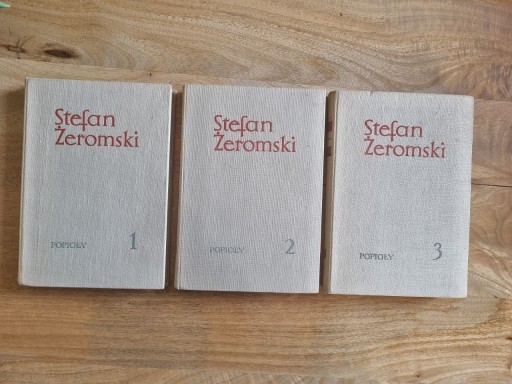 Stefan
Żeromski
POPIOŁY 1
Stefan
Żeromski
POPIOŁY 2
Stefan
Żeromski
POPIOŁY 3